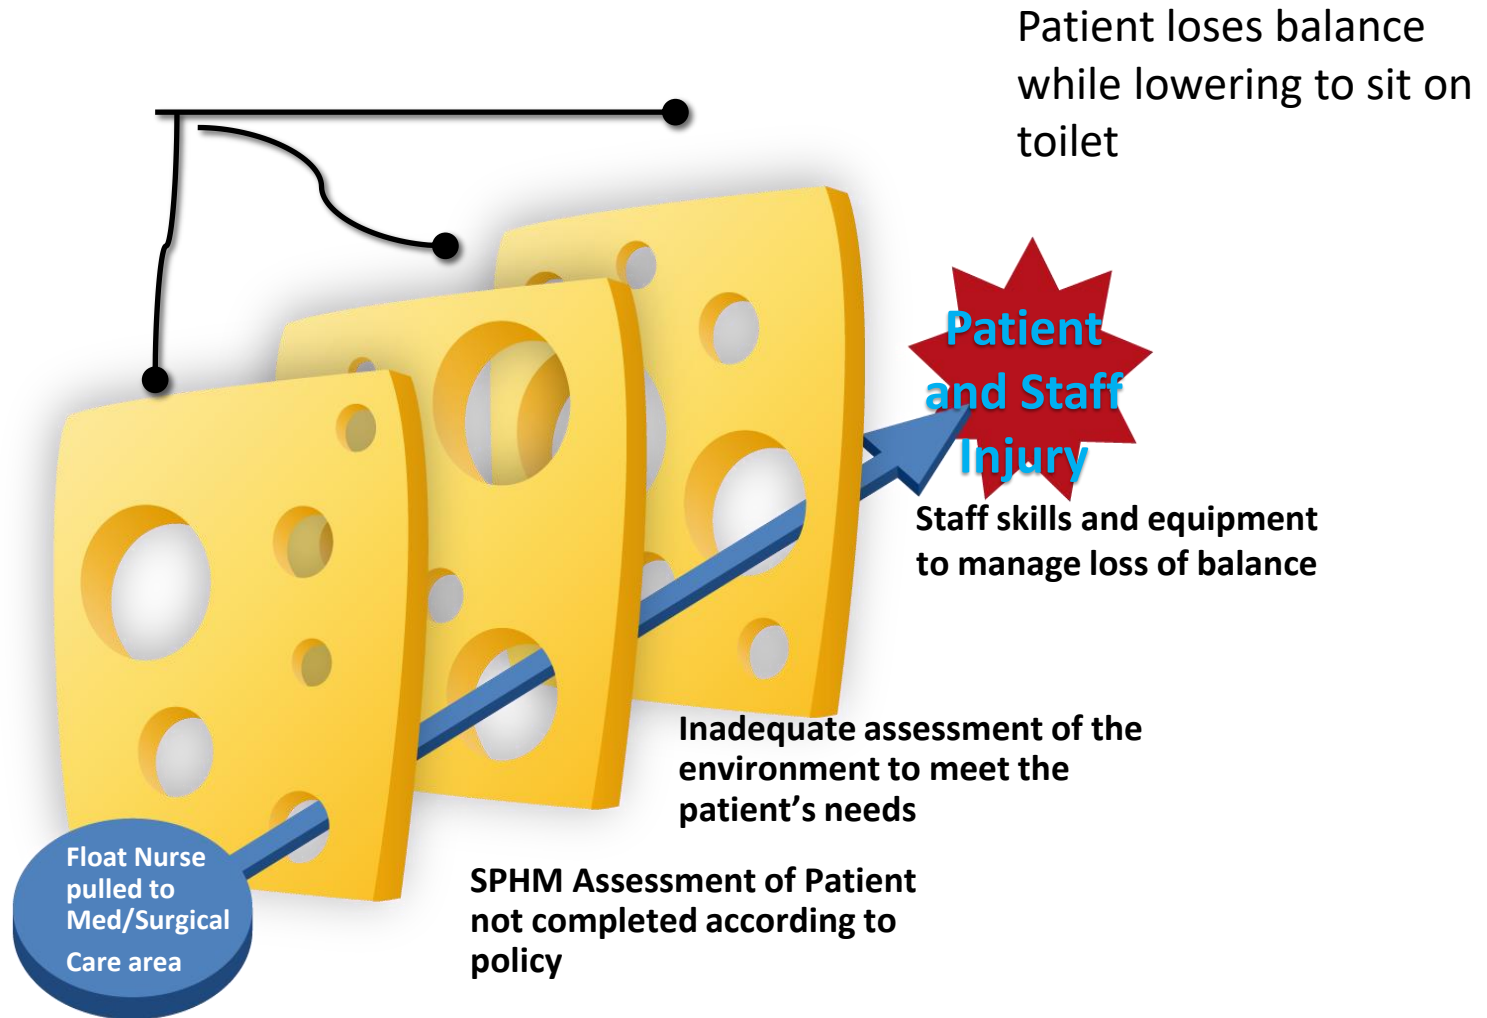 Patient loses balance
while lowering to sit on
toilet
Patient
and Staff
Injury
Staff skills and equipment
to manage loss of balance
Inadequate assessment of the
environment to meet the
patient’s needs
SPHM Assessment of Patient
not completed according to
policy
Float Nurse
pulled to
Med/Surgical
Care area